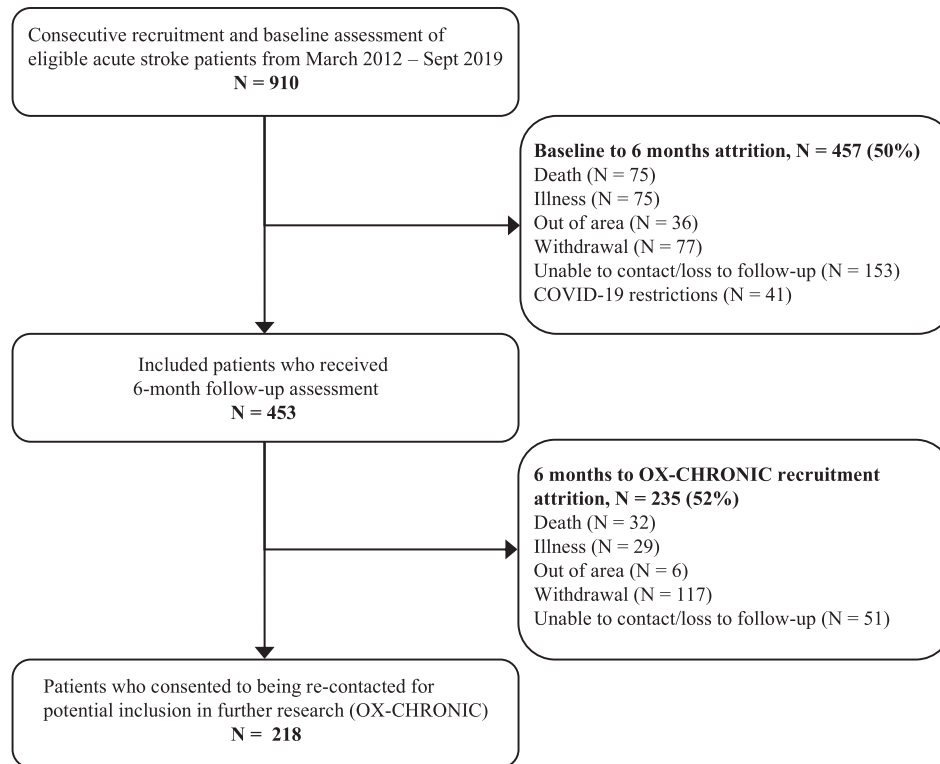 Consecutive recruitment and baseline assessment of
eligible acute stroke patients from March 2012 – Sept 2019
N = 910
Baseline to 6 months attrition, N = 457 (50%)
Death (N = 75)
Illness (N = 75)
Out of area (N = 36)
Withdrawal (N = 77)
Unable to contact/loss to follow-up (N = 153)
COVID-19 restrictions (N = 41)
Included patients who received
6-month follow-up assessment
N = 453
6 months to OX-CHRONIC recruitment
attrition, N = 235 (52%)
Death (N = 32)
Illness (N = 29)
Out of area (N = 6)
Withdrawal (N = 117)
Unable to contact/loss to follow-up (N = 51)
Patients who consented to being re-contacted for
potential inclusion in further research (OX-CHRONIC)
N = 218